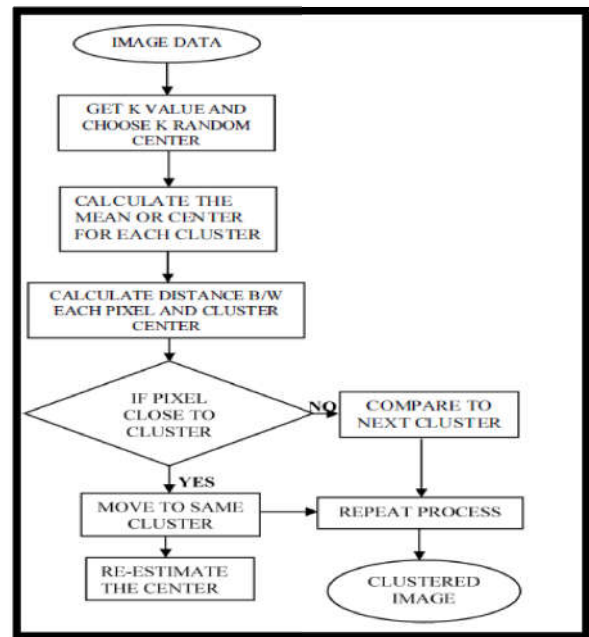 IMAGE DATA
GET K VALUE AND
CHOOSE K RANDOM
CENTER
CALCULATE THE
MEAN OR CENTER
FOR EACH CLUSTER
CALCULATE DISTANCE B/W
EACH PIXEL AND CLUSTER
CENTER
IF PIXEL
CLOSE TO
CLUSTER
NO
COMPARE TO
NEXT CLUSTER
YES
MOVE TO SAME
CLUSTER
REPEAT PROCESS
RE-ESTIMATE
THE CENTER
CLUSTERED
IMAGE